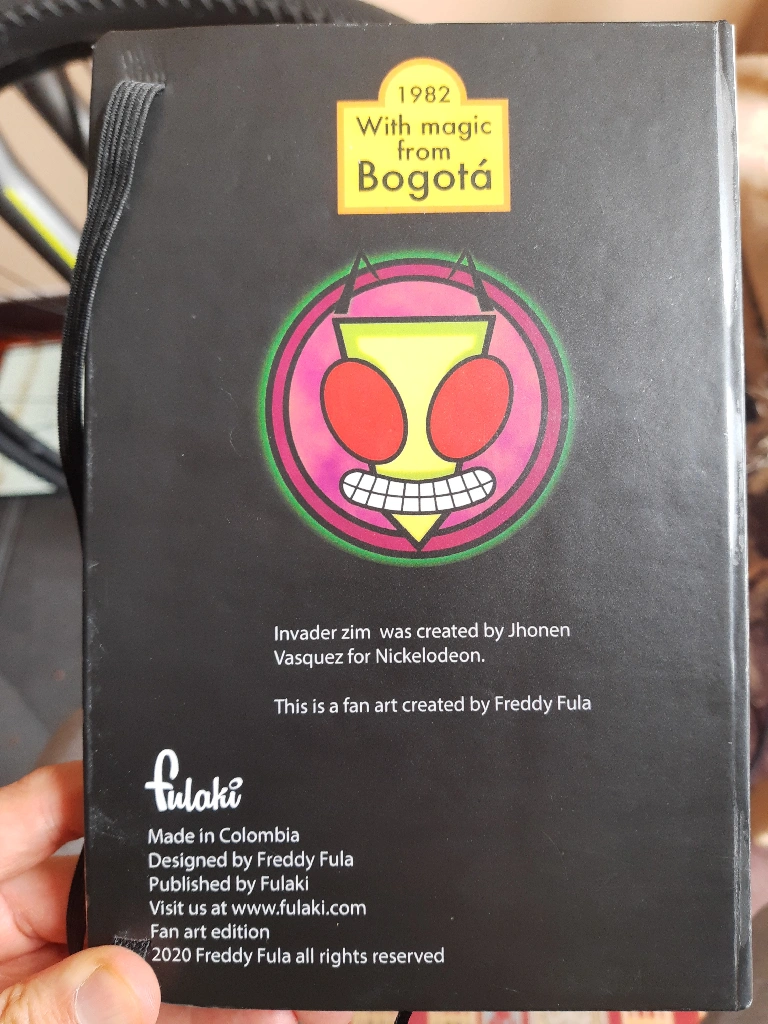 1982
With magic
from
Bogotá
Invader zim was created by Jhonen
Vasquez for Nickelodeon.
This is a fan art created by Freddy Fula
fulaki
Made in Colombia
Designed by Freddy Fula
Published by Fulaki
Visit us at www.fulaki.com
Fan art edition
2020 Freddy Fula all rights reserved